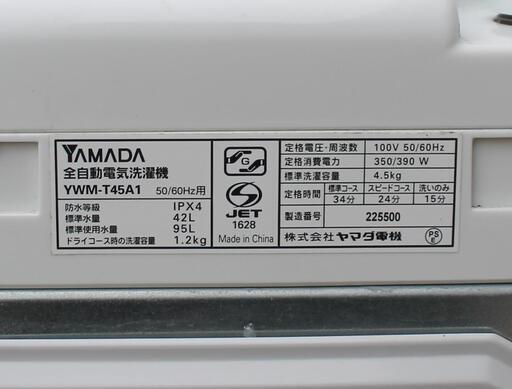 YAMADA
全自動電気洗濯機
YWM-T45A1 50/60Hz用
防水等級 IPX4
標準水量 42L
標準使用水量 95L
ドライコース時の洗濯容量 1.2kg
G
JET
1628
Made in China
定格電圧・周波数 100V 50/60Hz
定格消費電力 350/390 W
標準洗濯容量 4.5kg
定格時間 標準コース スピードコース 洗いのみ
34分 24分 15分
製造番号 225500
株式会社 ヤマダ電機
PS
E